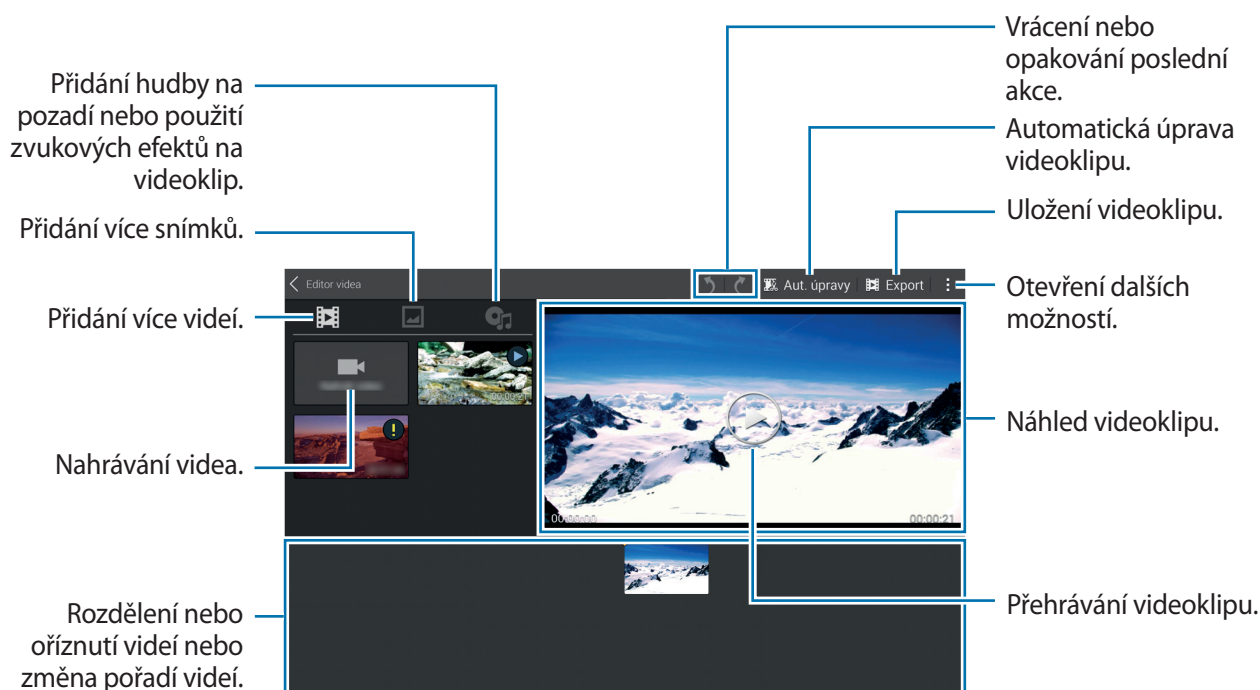 Vrácení nebo
opakování poslední
akce.
Přidání hudby na
pozadí nebo použití
zvukových efektů na
videoklip.
Automatická úprava
videoklipu.
Uložení videoklipu.
Přidání více snímků.
Editor videa
Aut. úpravy
Export
Otevření dalších
možností.
Přidání více videí.
00:00:21
Náhled videoklipu.
Nahrávání videa.
00:00:00
00:00:21
Přehrávání videoklipu.
Rozdělení nebo
oříznutí videí nebo
změna pořadí videí.